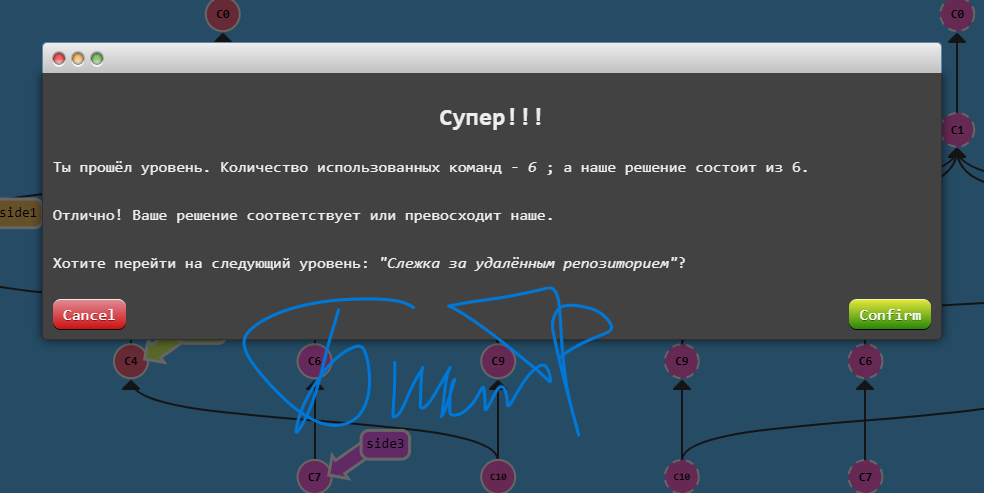 C0
C0
C1
Супер!!!
Ты прошёл уровень. Количество использованных команд - 6 ; а наше решение состоит из 6.
side1
Отлично! Ваше решение соответствует или превосходит наше.
Хотите перейти на следующий уровень: "Слежка за удалённым репозиторием"?
Cancel
Confirm
C4
C6
C9
C9
C6
side3
C7
C10
C10
C7